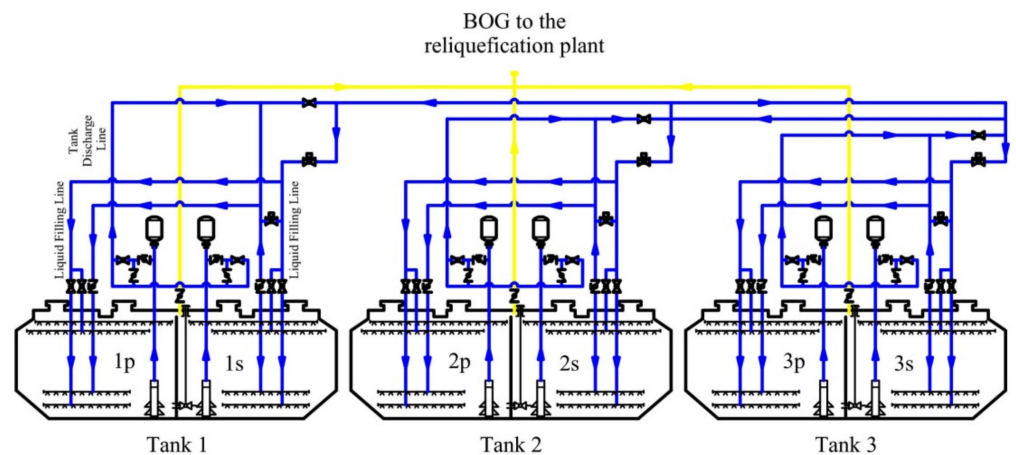 BOG to the
reliquefication plant
Tank
Discharge
Line
Liquid Filling Line
Liquid Filling Line
1p
1s
2p
2s
3p
3s
Tank 1
Tank 2
Tank 3